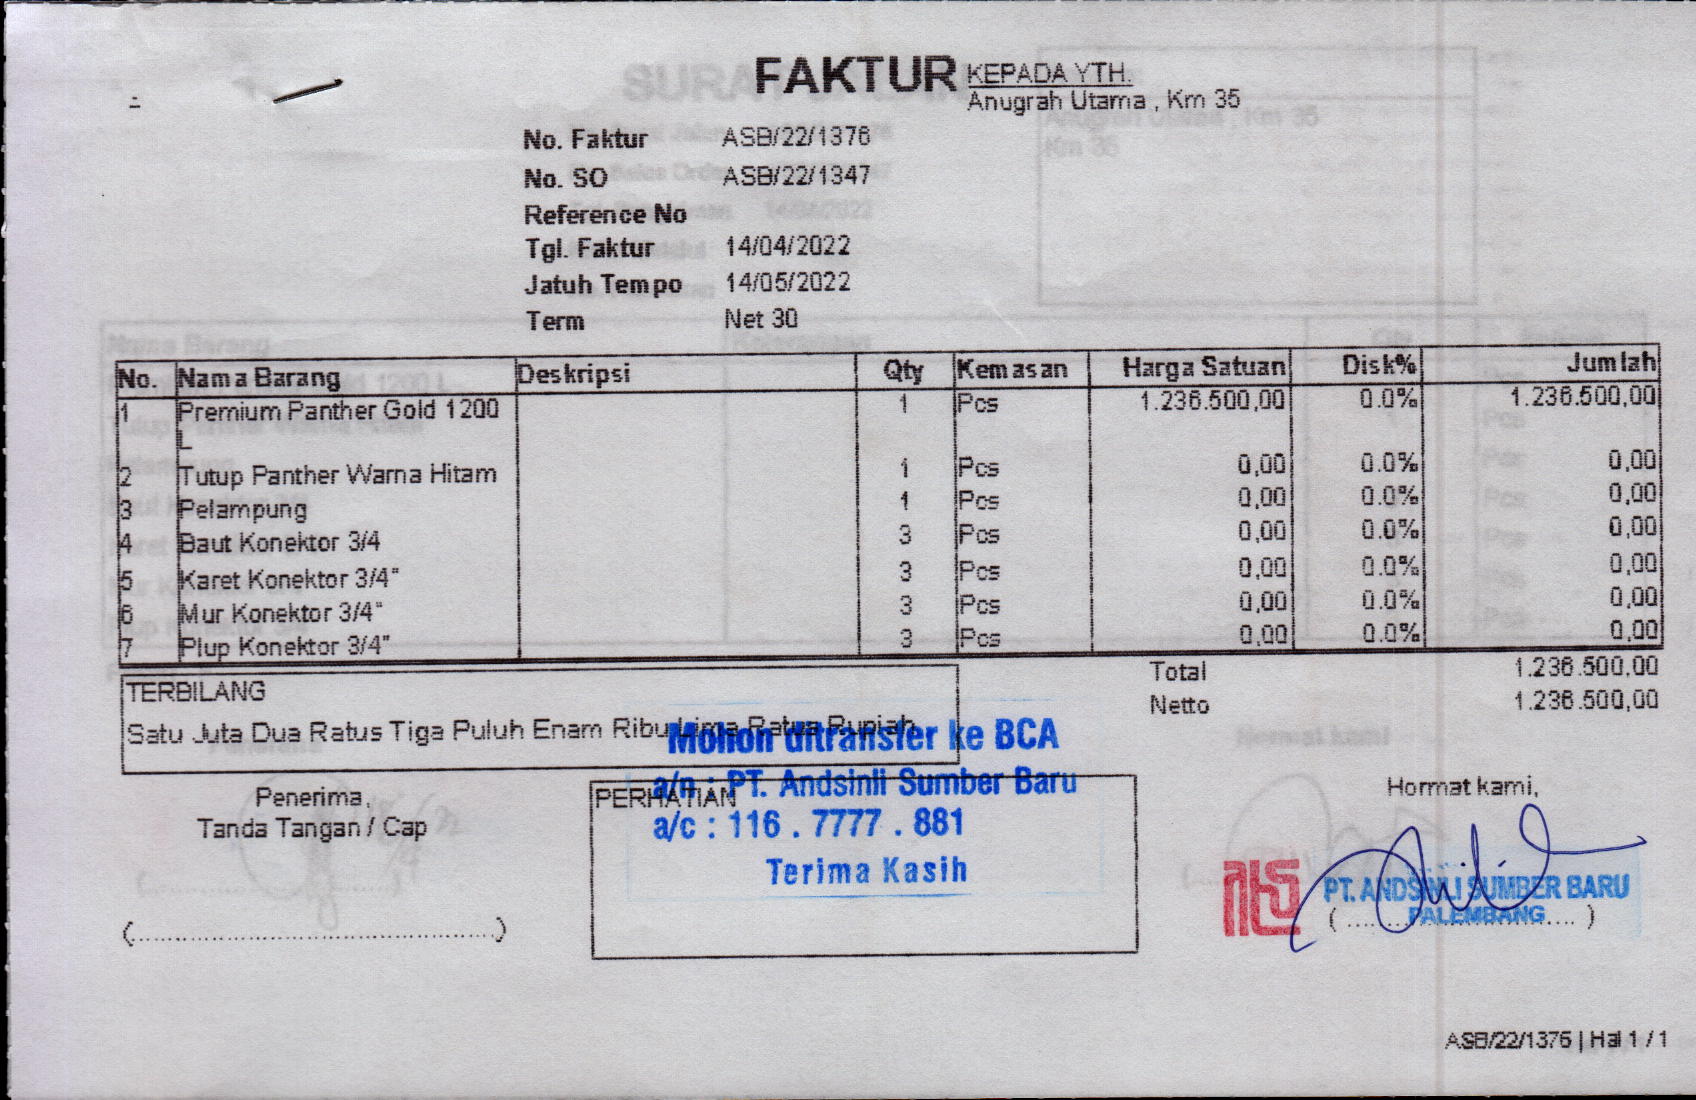 FAKTUR
KEPADA YTH.
Anugrah Utama , Km 35
No. Faktur ASB/22/1376
No. SO ASB/22/1347
Reference No
Tgl. Faktur 14/04/2022
Jatuh Tempo 14/05/2022
Term Net 30
No. Nama Barang Deskripsi Qty Kemasan Harga Satuan Disk% Jumlah
1 Premium Panther Gold 1200 1 Pcs 1.236.500,00 0.0% 1.236.500,00
L
2 Tutup Panther Warna Hitam 1 Pcs 0,00 0.0% 0,00
3 Pelampung 1 Pcs 0,00 0.0% 0,00
4 Baut Konektor 3/4 3 Pcs 0,00 0.0% 0,00
5 Karet Konektor 3/4" 3 Pcs 0,00 0.0% 0,00
6 Mur Konektor 3/4" 3 Pcs 0,00 0.0% 0,00
7 Plup Konektor 3/4" 3 Pcs 0,00 0.0% 0,00
Total 1.236.500,00
Netto 1.236.500,00
TERBILANG
Satu Juta Dua Ratus Tiga Puluh Enam Ribu Lima Ratus Rupiah
Mohon ditransfer ke BCA
a/n : PT. Andsinli Sumber Baru
a/c : 116 . 7777 . 881
Terima Kasih
PERHATIAN
Penerima,
Tanda Tangan / Cap
(..................................................)
Hormat kami,
PT. ANDSINLI SUMBER BARU
PALEMBANG
(..............................)
ASB/22/1376 | Hal 1 / 1